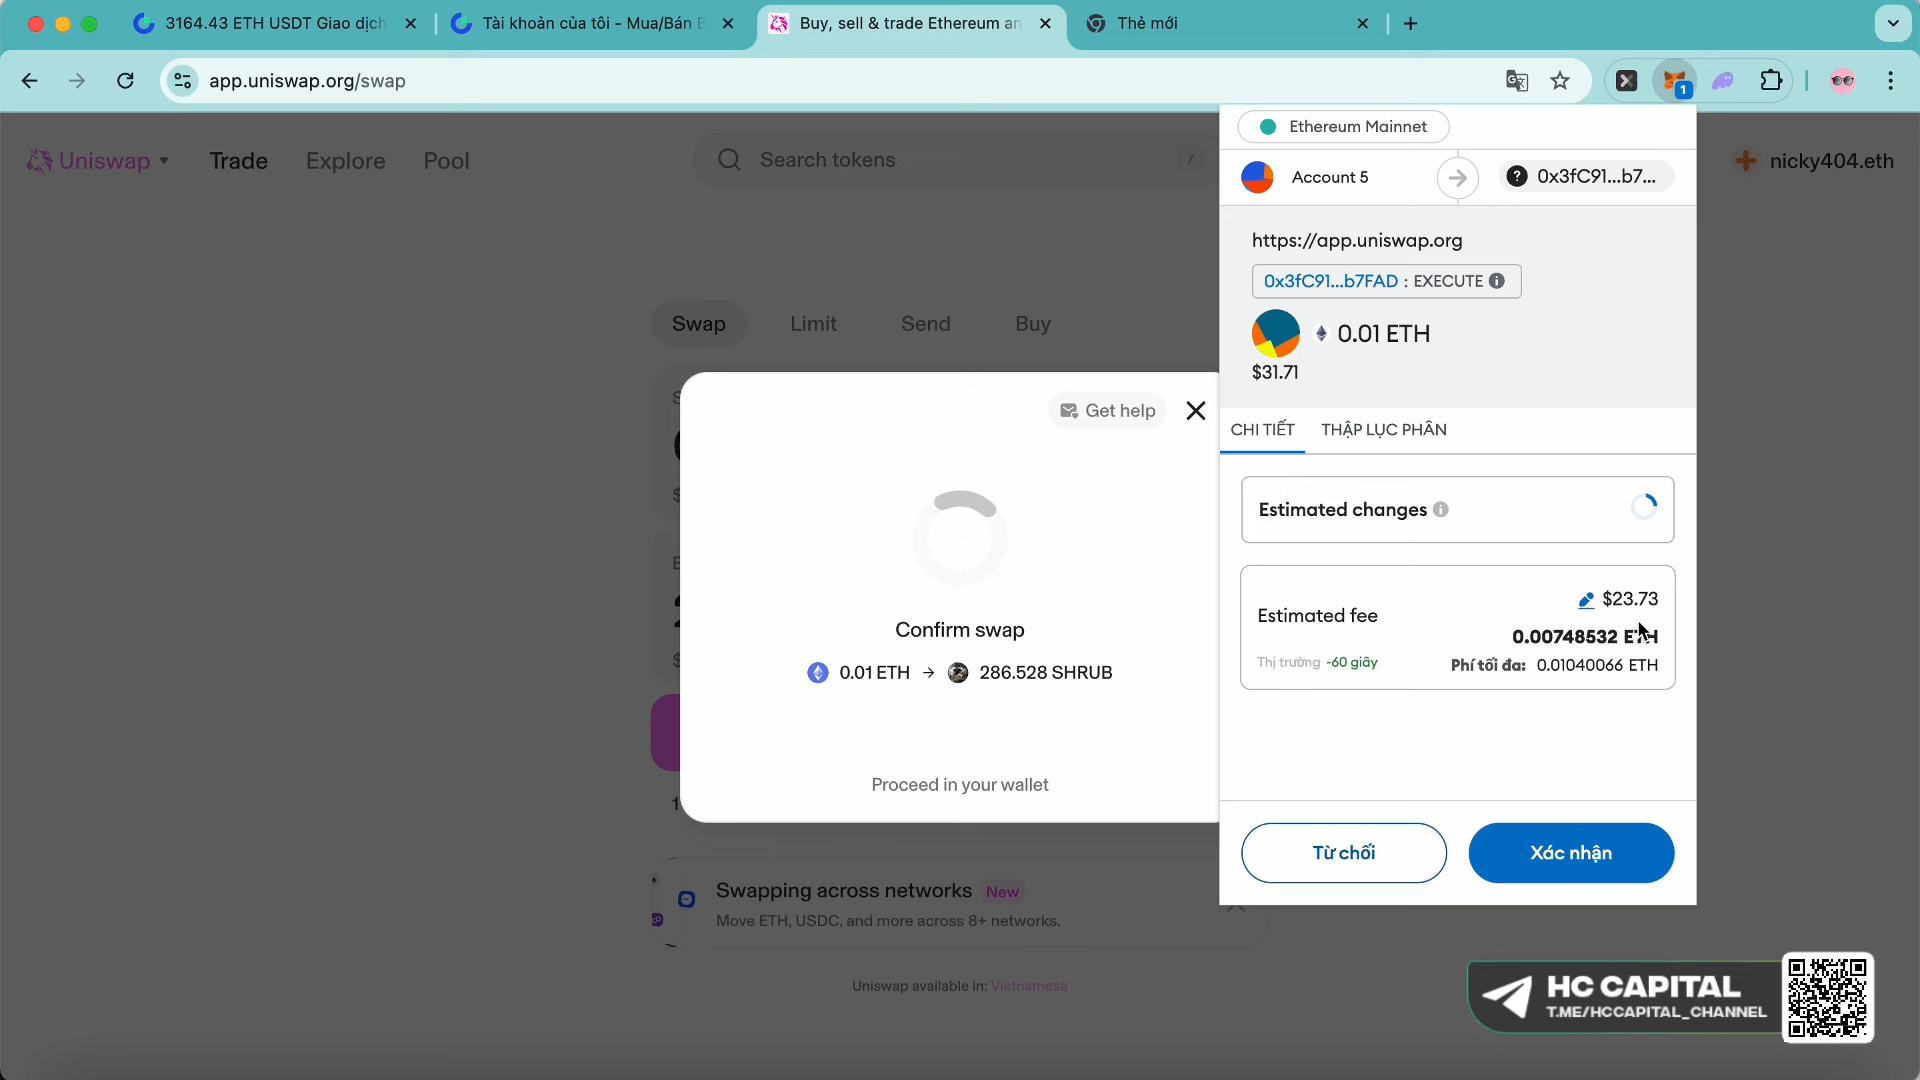 3164.43 ETH USDT Giao dịch
Tài khoản của tôi - Mua/Bán
Buy, sell & trade Ethereum an
Thẻ mới
app.uniswap.org/swap
1
Uniswap
Trade
Explore
Pool
Search tokens
/
nicky404.eth
Swap
Limit
Send
Buy
Get help
Confirm swap
0.01 ETH → 286.528 SHRUB
Proceed in your wallet
Swapping across networks New
Move ETH, USDC, and more across 8+ networks.
Uniswap available in: Vietnamese
Ethereum Mainnet
Account 5
0x3fC91...b7...
https://app.uniswap.org
0x3fC91...b7FAD : EXECUTE
0.01 ETH
$31.71
CHI TIẾT
THẬP LỤC PHÂN
Estimated changes
Estimated fee
$23.73
0.00748532 ETH
Thị trường -60 giây
Phí tối đa: 0.01040066 ETH
Từ chối
Xác nhận
HC CAPITAL
T.ME/HCCAPITAL_CHANNEL